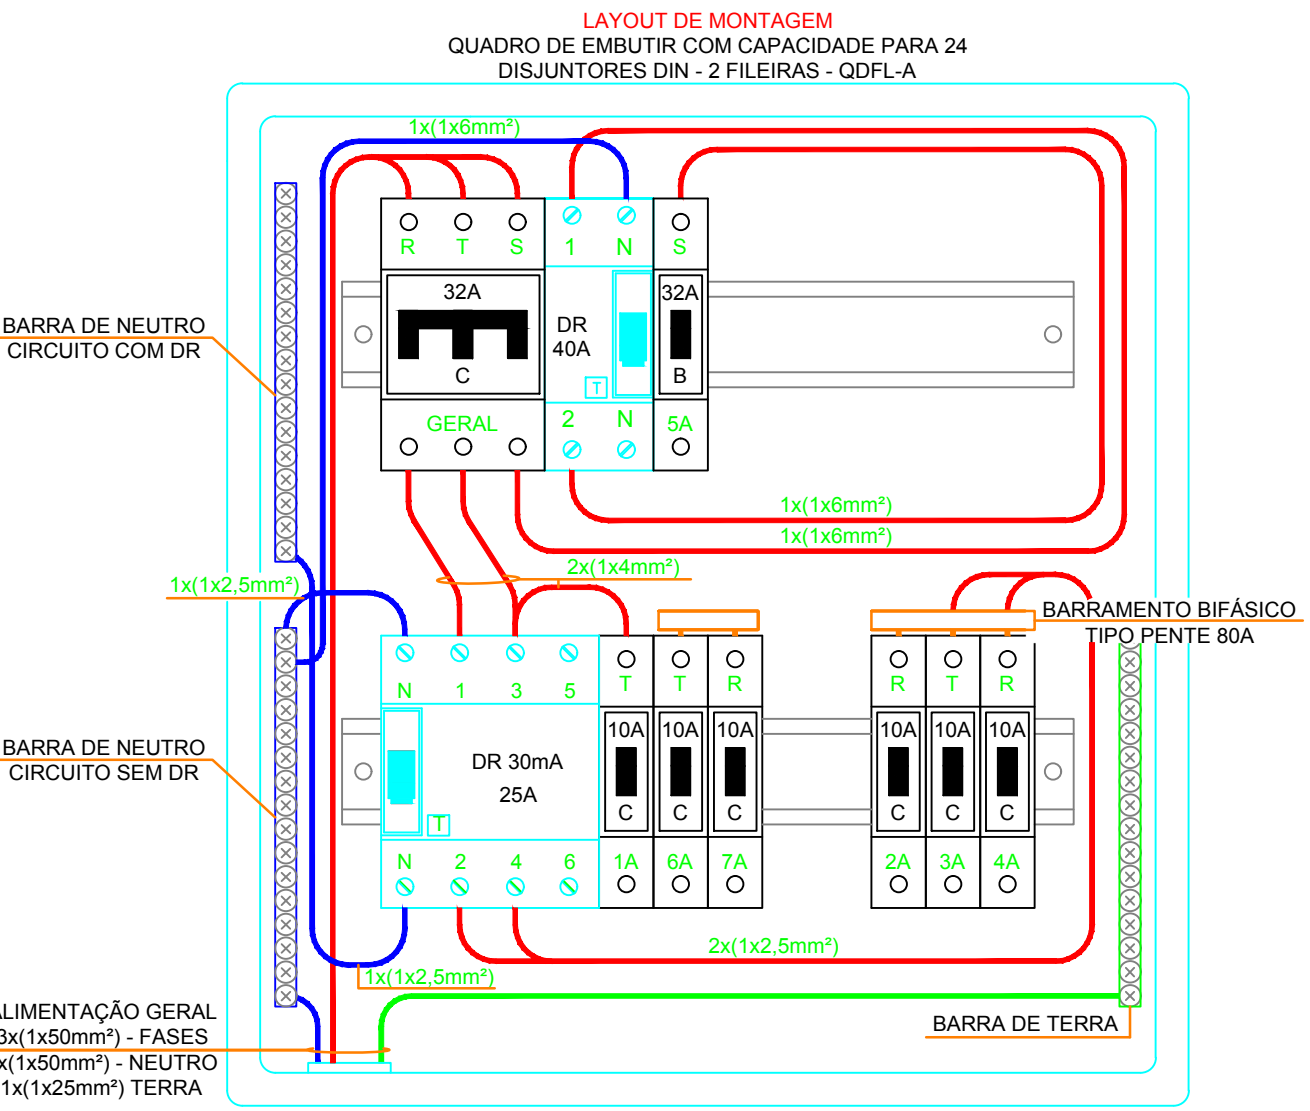 LAYOUT DE MONTAGEM
QUADRO DE EMBUTIR COM CAPACIDADE PARA 24
DISJUNTORES DIN - 2 FILEIRAS - QDFL-A
1x(1x6mm²)
R T S 1 N S
32A
C
GERAL
DR
40A
T
2 N
32A
B
5A
BARRA DE NEUTRO
CIRCUITO COM DR
1x(1x6mm²)
1x(1x6mm²)
2x(1x4mm²)
1x(1x2,5mm²)
BARRAMENTO BIFÁSICO
TIPO PENTE 80A
N 1 3 5 T T R R T R
10A 10A 10A 10A 10A 10A
DR 30mA
25A
T
C C C C C C
N 2 4 6 1A 6A 7A 2A 3A 4A
BARRA DE NEUTRO
CIRCUITO SEM DR
2x(1x2,5mm²)
1x(1x2,5mm²)
ALIMENTAÇÃO GERAL
3x(1x50mm²) - FASES
x(1x50mm²) - NEUTRO
1x(1x25mm²) TERRA
BARRA DE TERRA